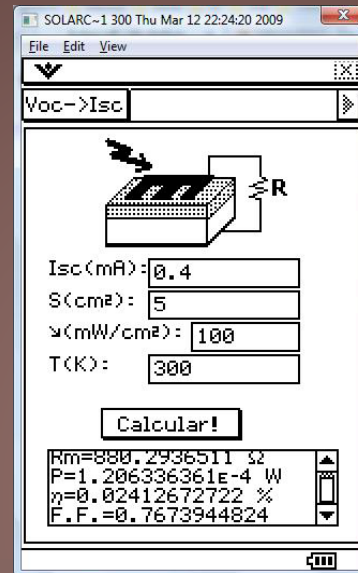 SOLARC~1 300 Thu Mar 12 22:24:20 2009
File Edit View
Voc->Isc
R
Isc(mA): 0.4
S(cm²): 5
↘(mW/cm²): 100
T(K): 300
Calcular!
Rm=880.2936511 Ω
P=1.206336361ᴇ-4 W
η=0.02412672722 %
F.F.=0.7673944824